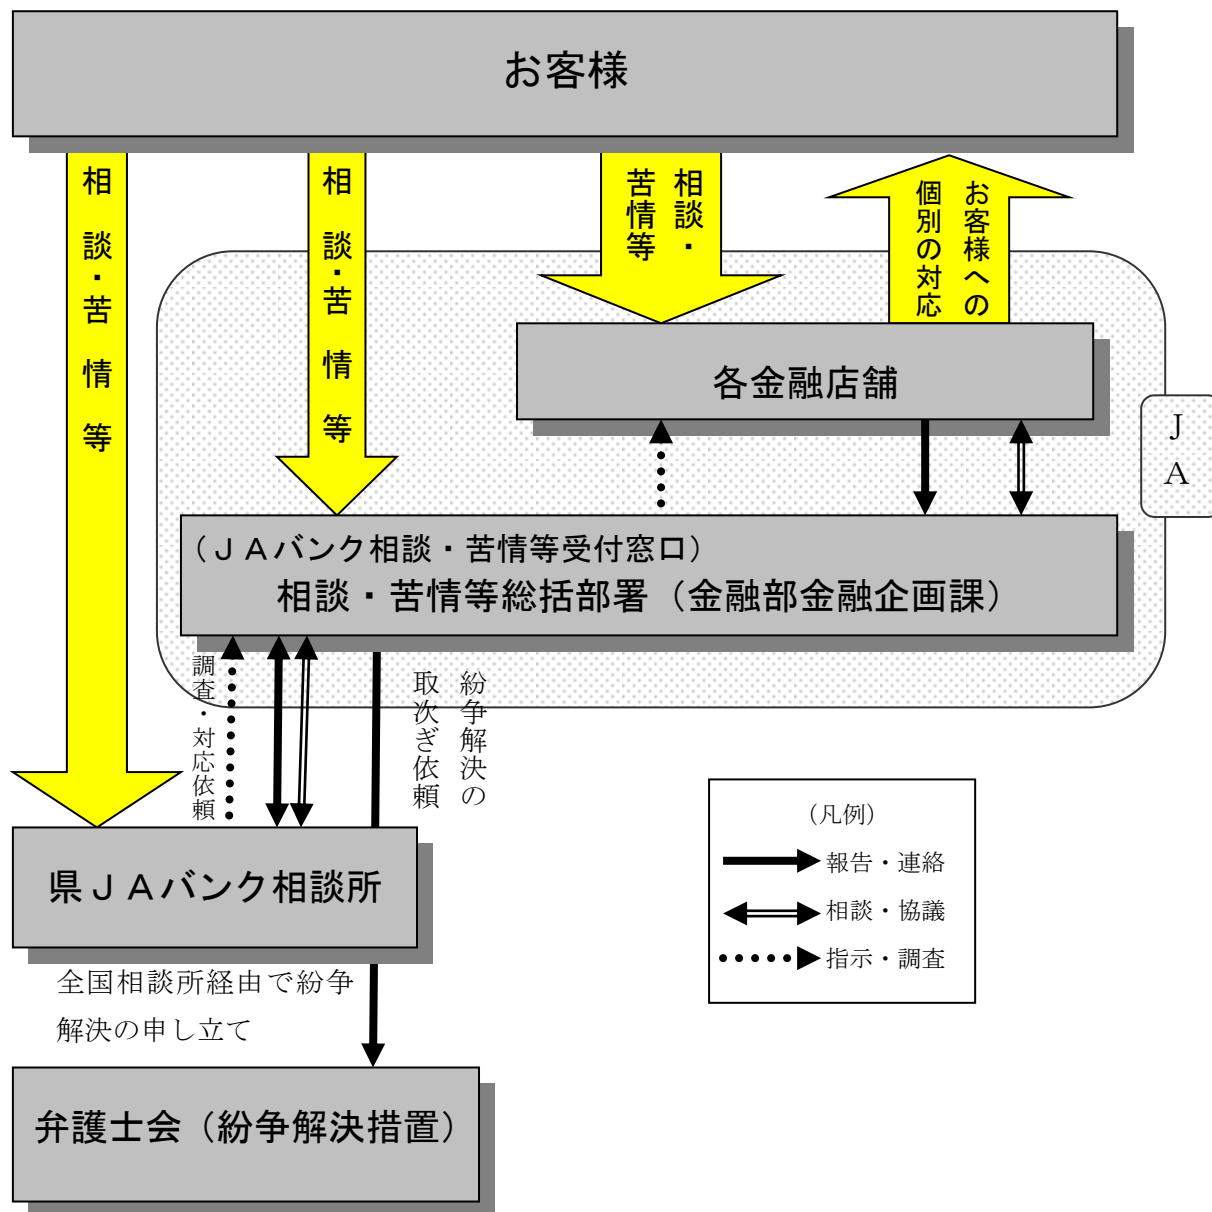 お客様
相談・苦情等
相談・苦情等
相談・
苦情等
お客様への
個別の対応
各金融店舗
ＪＡ
（ＪＡバンク相談・苦情等受付窓口）
相談・苦情等総括部署（金融部金融企画課）
調査・対応依頼
紛争解決の
取次ぎ依頼
（凡例）
報告・連絡
相談・協議
指示・調査
県ＪＡバンク相談所
全国相談所経由で紛争
解決の申し立て
弁護士会（紛争解決措置）